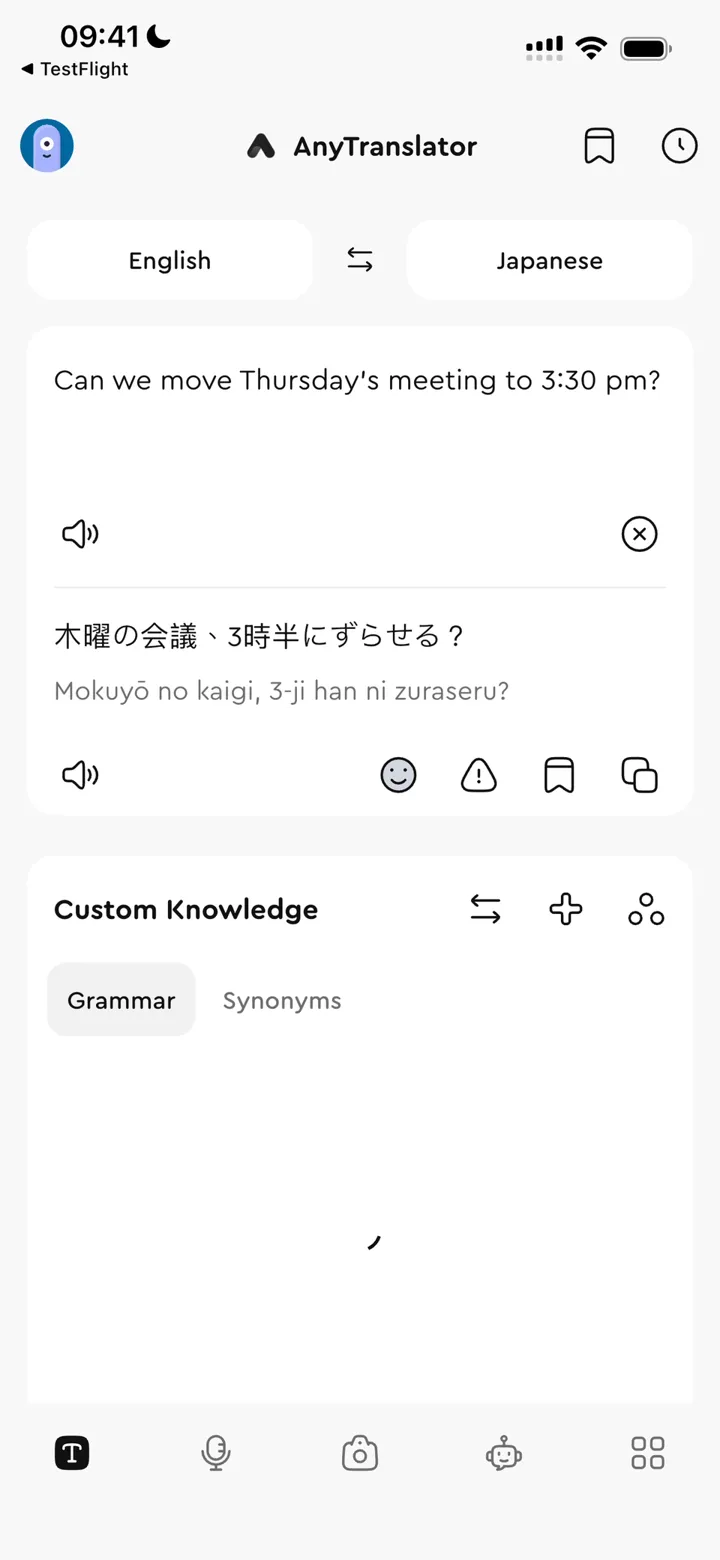 09:41
◀ TestFlight
AnyTranslator
English
Japanese
Can we move Thursday's meeting to 3:30 pm?
木曜の会議、3時半にずらせる？
Mokuyō no kaigi, 3-ji han ni zuraseru?
Custom Knowledge
Grammar
Synonyms
T